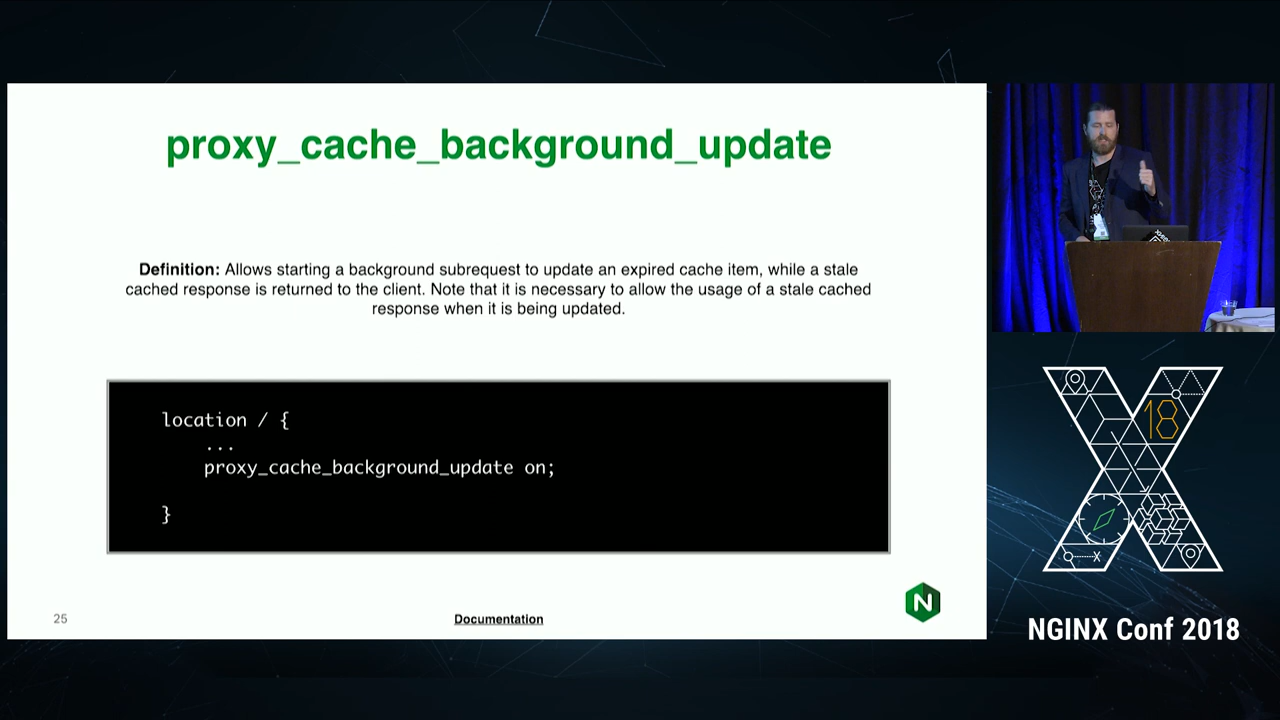 proxy_cache_background_update
Definition: Allows starting a background subrequest to update an expired cache item, while a stale
cached response is returned to the client. Note that it is necessary to allow the usage of a stale cached
response when it is being updated.
location / {
...
proxy_cache_background_update on;
}
25
Documentation
N
18
NGINX Conf 2018